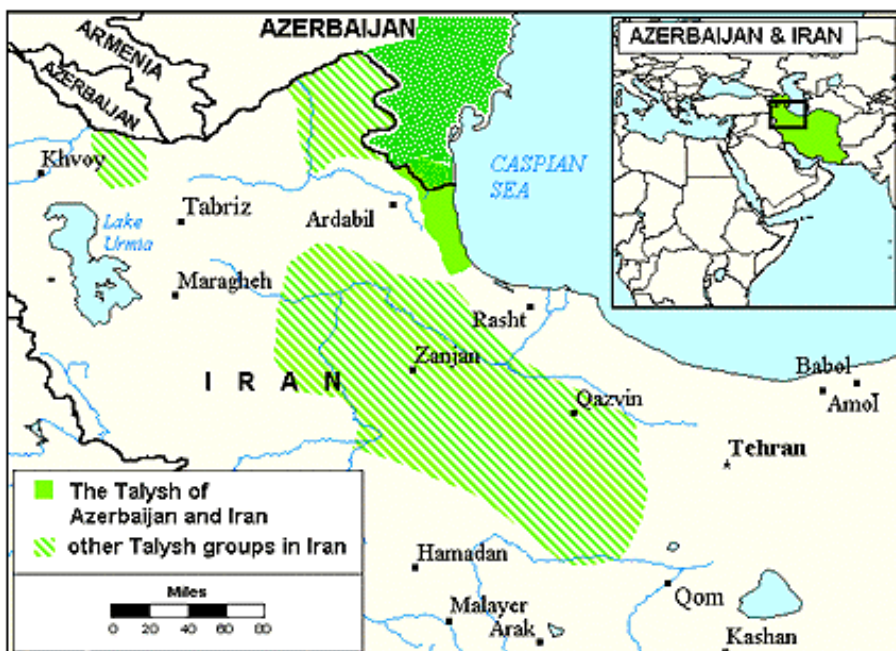 AZERBAIJAN
AZERBAIJAN & IRAN
ARMENIA
AZERBAIJAN
Khvoy
CASPIAN
SEA
Tabriz
Ardabil
Lake
Urmia
Maragheh
Rasht
Zanjan
I R A N
Babol
Amol
Qazvin
Tehran
The Talysh of
Azerbaijan and Iran
other Talysh groups in Iran
Hamadan
Miles
0 20 40 60 80
Qom
Malayer
Arak
Kashan